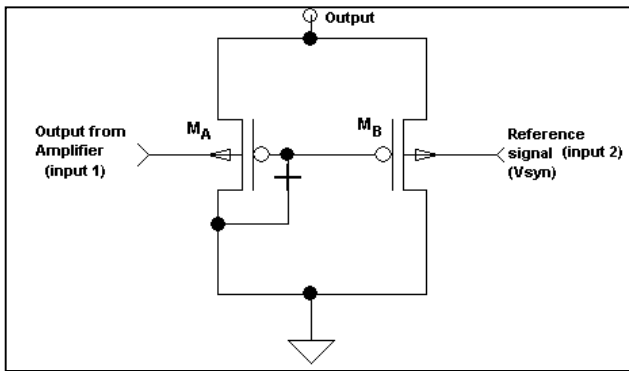 Output
Output from
Amplifier
(input 1)
MA
MB
Reference
signal (input 2)
(Vsyn)